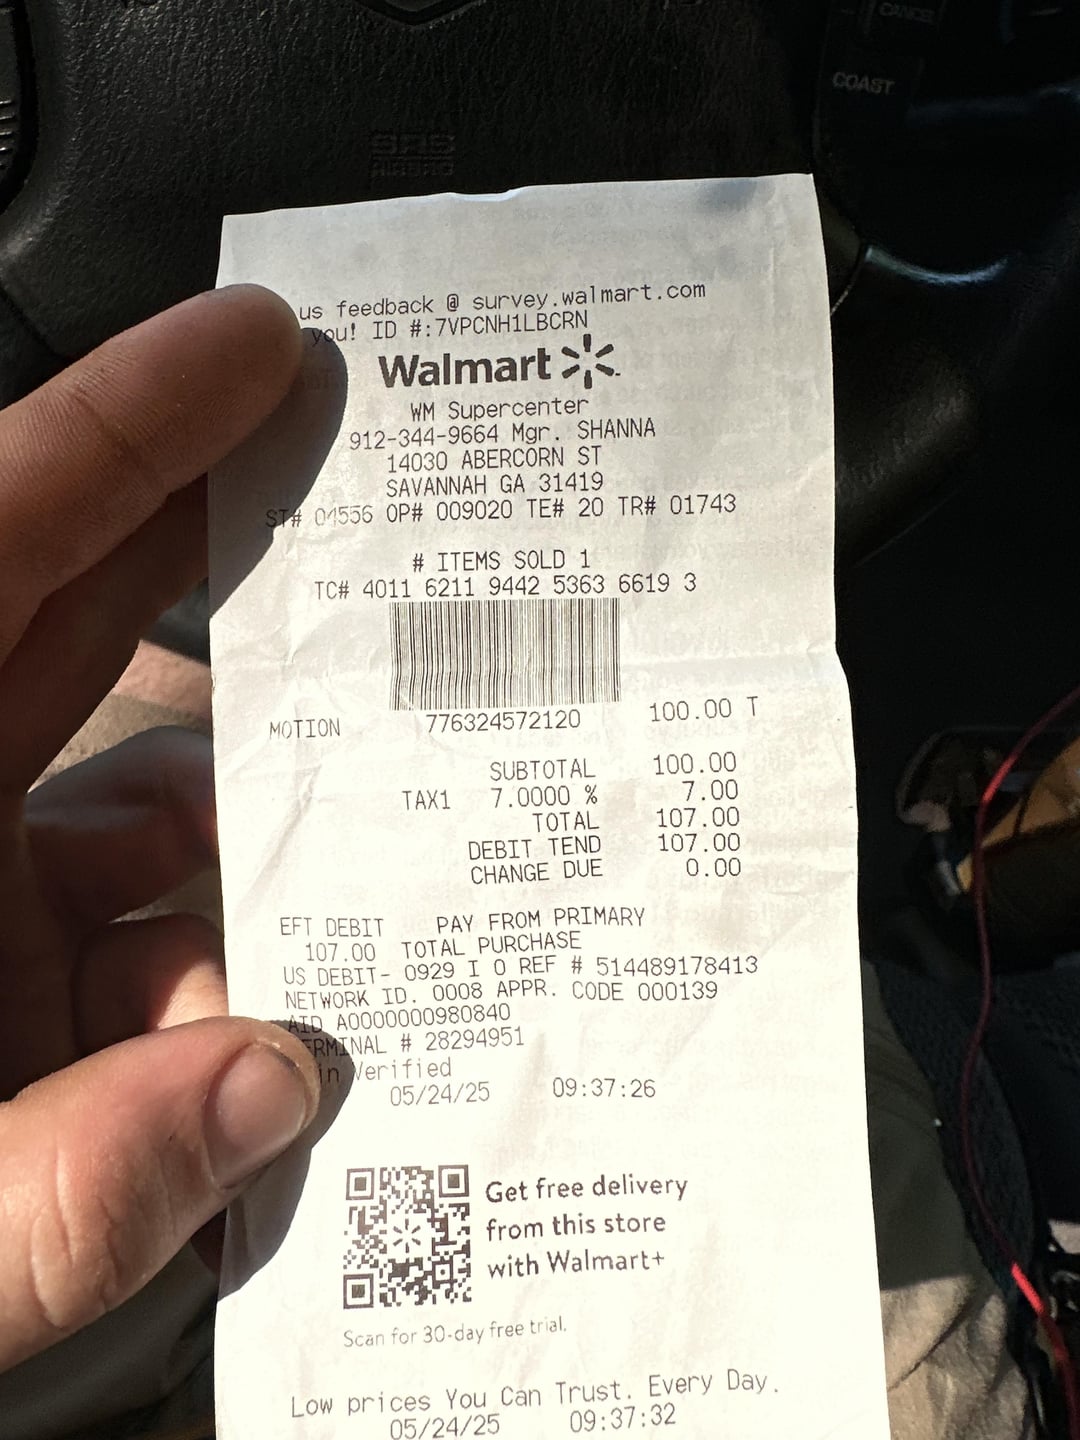 CANCEL
COAST
SRS
AIRBAG
us feedback @ survey.walmart.com
you! ID #:7VPCNH1LBCRN
Walmart
WM Supercenter
912-344-9664 Mgr. SHANNA
14030 ABERCORN ST
SAVANNAH GA 31419
ST# 04556 OP# 009020 TE# 20 TR# 01743
# ITEMS SOLD 1
TC# 4011 6211 9442 5363 6619 3
MOTION 776324572120 100.00 T
SUBTOTAL 100.00
TAX1 7.0000 % 7.00
TOTAL 107.00
DEBIT TEND 107.00
CHANGE DUE 0.00
EFT DEBIT PAY FROM PRIMARY
107.00 TOTAL PURCHASE
US DEBIT- 0929 I 0 REF # 514489178413
NETWORK ID. 0008 APPR. CODE 000139
AID A0000000980840
ERMINAL # 28294951
in Verified
05/24/25 09:37:26
Get free delivery
from this store
with Walmart+
Scan for 30-day free trial.
Low prices You Can Trust. Every Day.
05/24/25 09:37:32